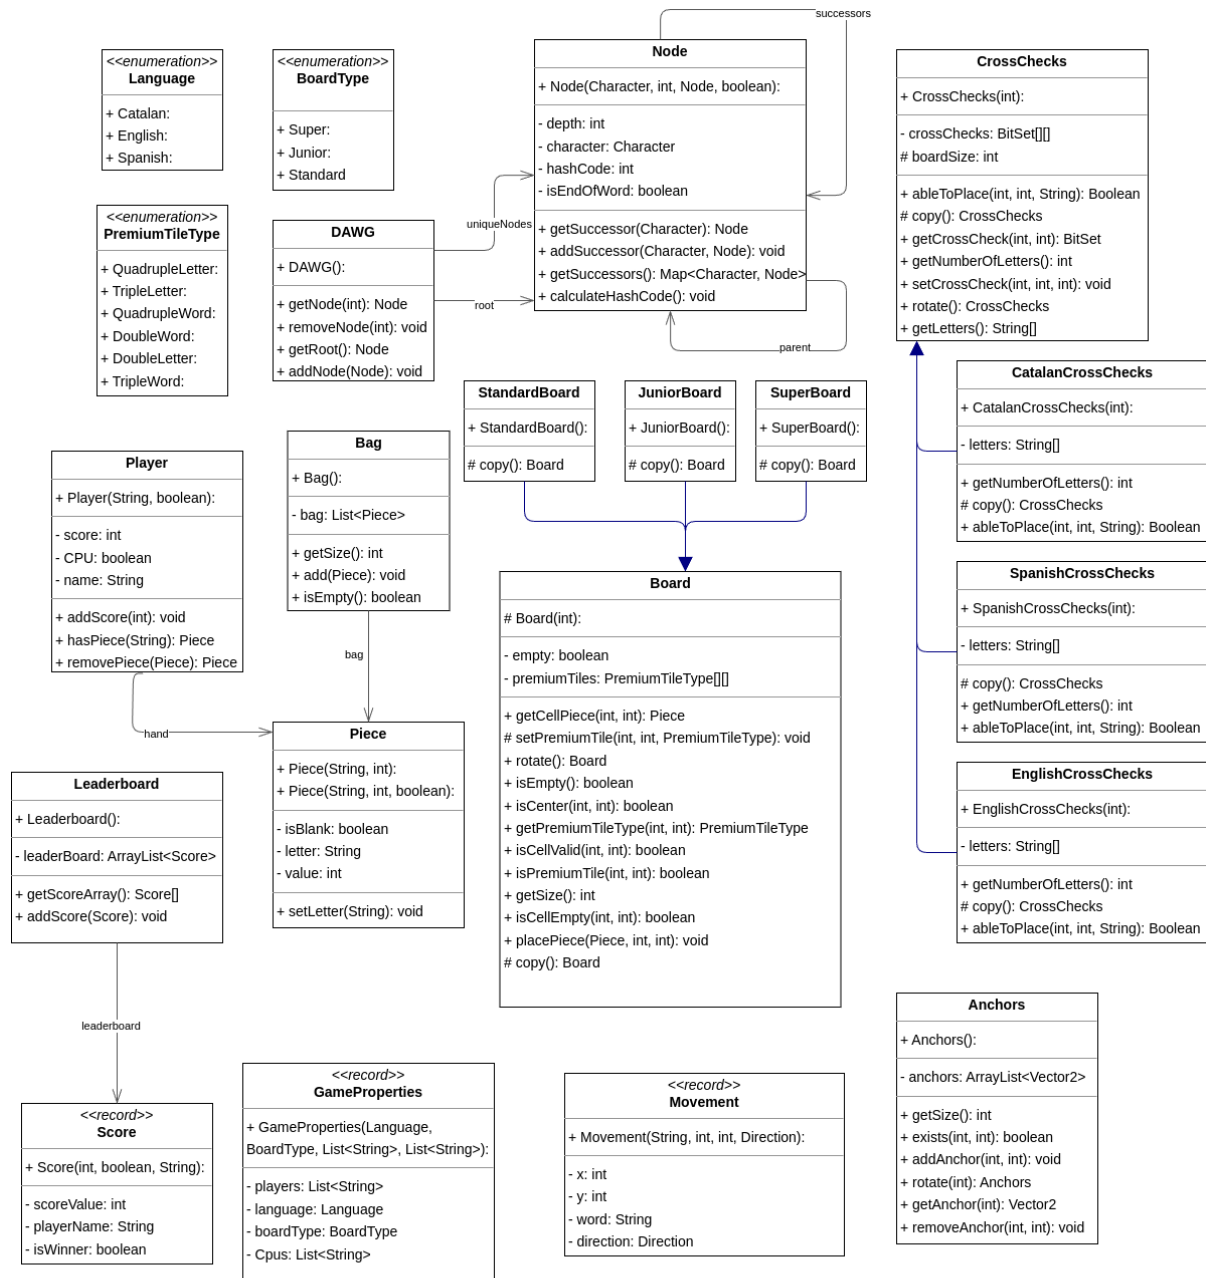 successors
<<enumeration>>
Language
+ Catalan:
+ English:
+ Spanish:
<<enumeration>>
BoardType
+ Super:
+ Junior:
+ Standard
Node
+ Node(Character, int, Node, boolean):
- depth: int
- character: Character
- hashCode: int
- isEndOfWord: boolean
+ getSuccessor(Character): Node
+ addSuccessor(Character, Node): void
+ getSuccessors(): Map<Character, Node>
+ calculateHashCode(): void
CrossChecks
+ CrossChecks(int):
- crossChecks: BitSet[][]
# boardSize: int
+ ableToPlace(int, int, String): Boolean
# copy(): CrossChecks
+ getCrossCheck(int, int): BitSet
+ getNumberOfLetters(): int
+ setCrossCheck(int, int, int): void
+ rotate(): CrossChecks
+ getLetters(): String[]
<<enumeration>>
PremiumTileType
+ QuadrupleLetter:
+ TripleLetter:
+ QuadrupleWord:
+ DoubleWord:
+ DoubleLetter:
+ TripleWord:
DAWG
+ DAWG():
+ getNode(int): Node
+ removeNode(int): void
+ getRoot(): Node
+ addNode(Node): void
uniqueNodes
root
parent
StandardBoard
+ StandardBoard():
# copy(): Board
JuniorBoard
+ JuniorBoard():
# copy(): Board
SuperBoard
+ SuperBoard():
# copy(): Board
CatalanCrossChecks
+ CatalanCrossChecks(int):
- letters: String[]
+ getNumberOfLetters(): int
# copy(): CrossChecks
+ ableToPlace(int, int, String): Boolean
Player
+ Player(String, boolean):
- score: int
- CPU: boolean
- name: String
+ addScore(int): void
+ hasPiece(String): Piece
+ removePiece(Piece): Piece
Bag
+ Bag():
- bag: List<Piece>
+ getSize(): int
+ add(Piece): void
+ isEmpty(): boolean
bag
hand
Board
# Board(int):
- empty: boolean
- premiumTiles: PremiumTileType[][]
+ getCellPiece(int, int): Piece
# setPremiumTile(int, int, PremiumTileType): void
+ rotate(): Board
+ isEmpty(): boolean
+ isCenter(int, int): boolean
+ getPremiumTileType(int, int): PremiumTileType
+ isCellValid(int, int): boolean
+ isPremiumTile(int, int): boolean
+ getSize(): int
+ isCellEmpty(int, int): boolean
+ placePiece(Piece, int, int): void
# copy(): Board
SpanishCrossChecks
+ SpanishCrossChecks(int):
- letters: String[]
# copy(): CrossChecks
+ getNumberOfLetters(): int
+ ableToPlace(int, int, String): Boolean
Piece
+ Piece(String, int):
+ Piece(String, int, boolean):
- isBlank: boolean
- letter: String
- value: int
+ setLetter(String): void
Leaderboard
+ Leaderboard():
- leaderBoard: ArrayList<Score>
+ getScoreArray(): Score[]
+ addScore(Score): void
leaderboard
EnglishCrossChecks
+ EnglishCrossChecks(int):
- letters: String[]
+ getNumberOfLetters(): int
# copy(): CrossChecks
+ ableToPlace(int, int, String): Boolean
<<record>>
Score
+ Score(int, boolean, String):
- scoreValue: int
- playerName: String
- isWinner: boolean
<<record>>
GameProperties
+ GameProperties(Language,
BoardType, List<String>, List<String>):
- players: List<String>
- language: Language
- boardType: BoardType
- Cpus: List<String>
<<record>>
Movement
+ Movement(String, int, int, Direction):
- x: int
- y: int
- word: String
- direction: Direction
Anchors
+ Anchors():
- anchors: ArrayList<Vector2>
+ getSize(): int
+ exists(int, int): boolean
+ addAnchor(int, int): void
+ rotate(int): Anchors
+ getAnchor(int): Vector2
+ removeAnchor(int, int): void